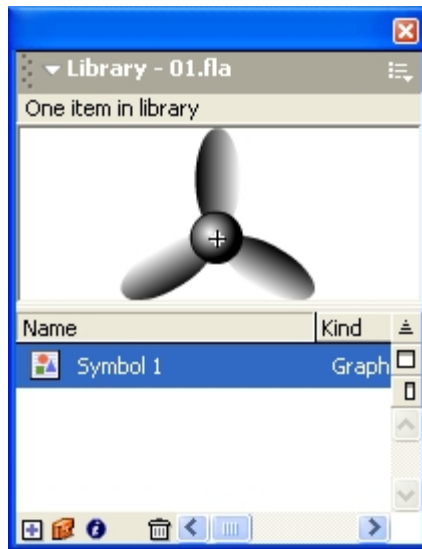 Library - 01.fla
One item in library
Name Kind
Symbol 1 Graph